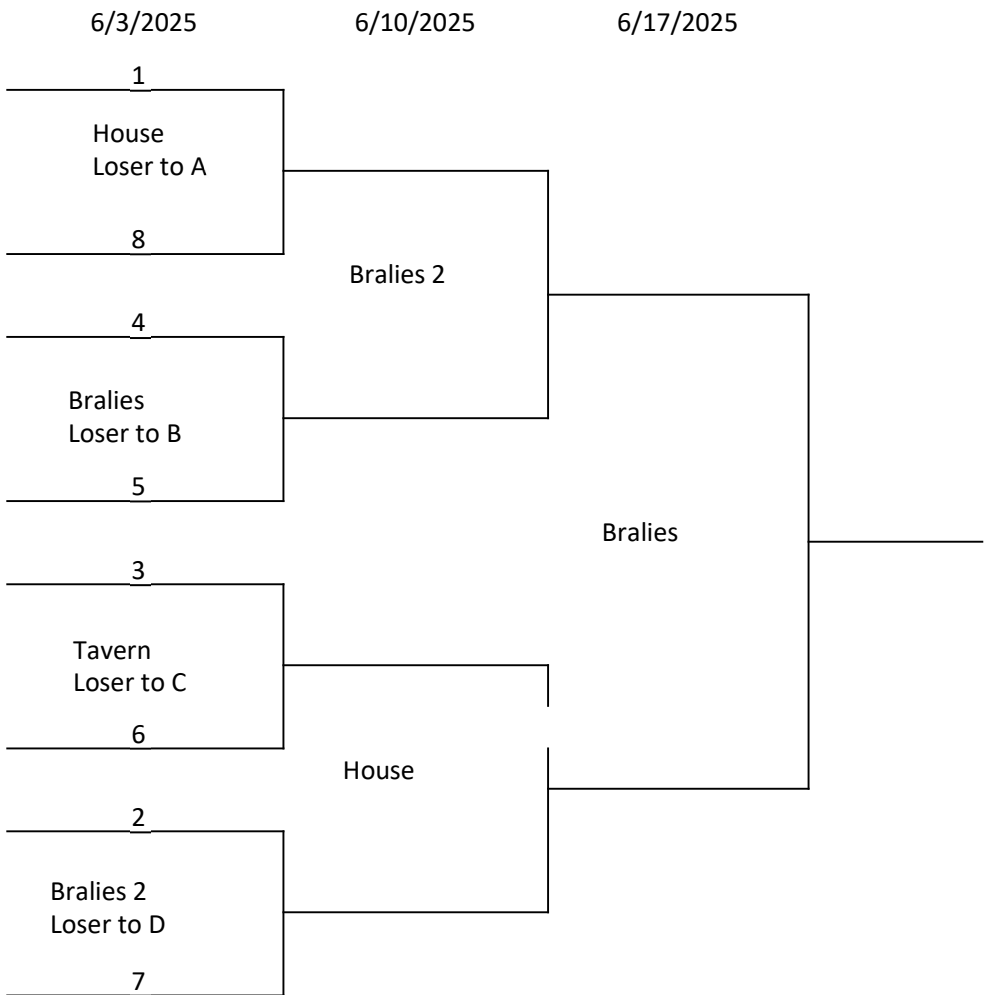 6/3/2025 6/10/2025 6/17/2025
1
House
Loser to A
8
Bralies 2
4
Bralies
Loser to B
5
Bralies
3
Tavern
Loser to C
6
House
2
Bralies 2
Loser to D
7